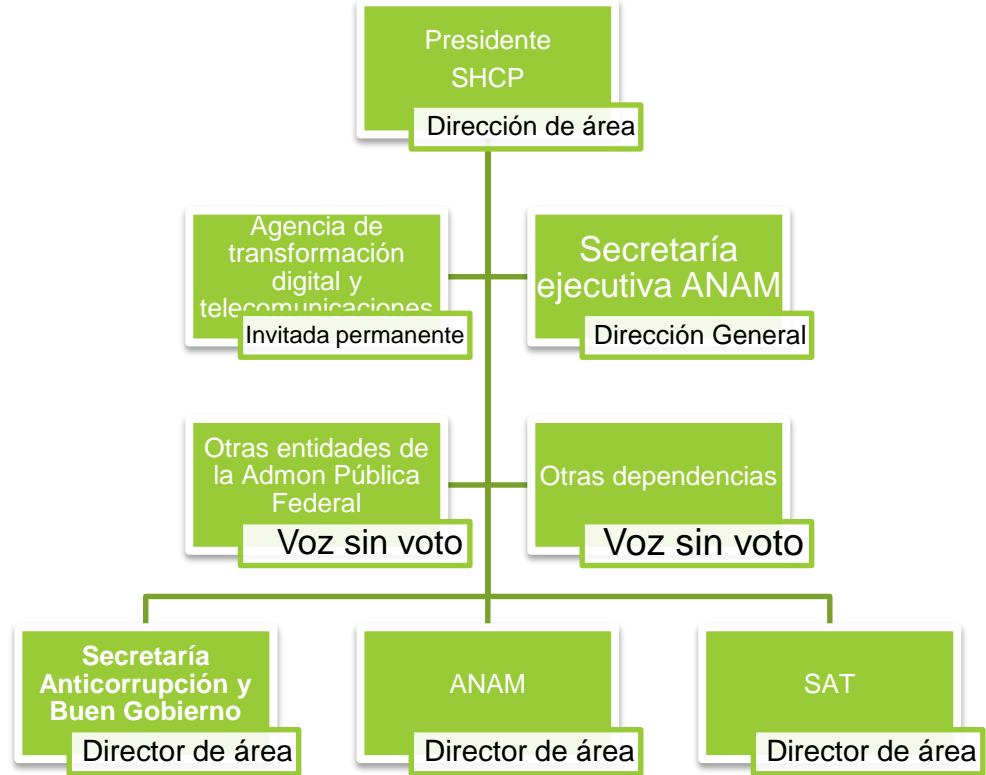 Presidente
SHCP
Dirección de área
Agencia de
transformación
digital y
telecomunicaciones
Invitada permanente
Secretaría
ejecutiva ANAM
Dirección General
Otras entidades de
la Admon Pública
Federal
Voz sin voto
Otras dependencias
Voz sin voto
Secretaría
Anticorrupción y
Buen Gobierno
Director de área
ANAM
Director de área
SAT
Director de área